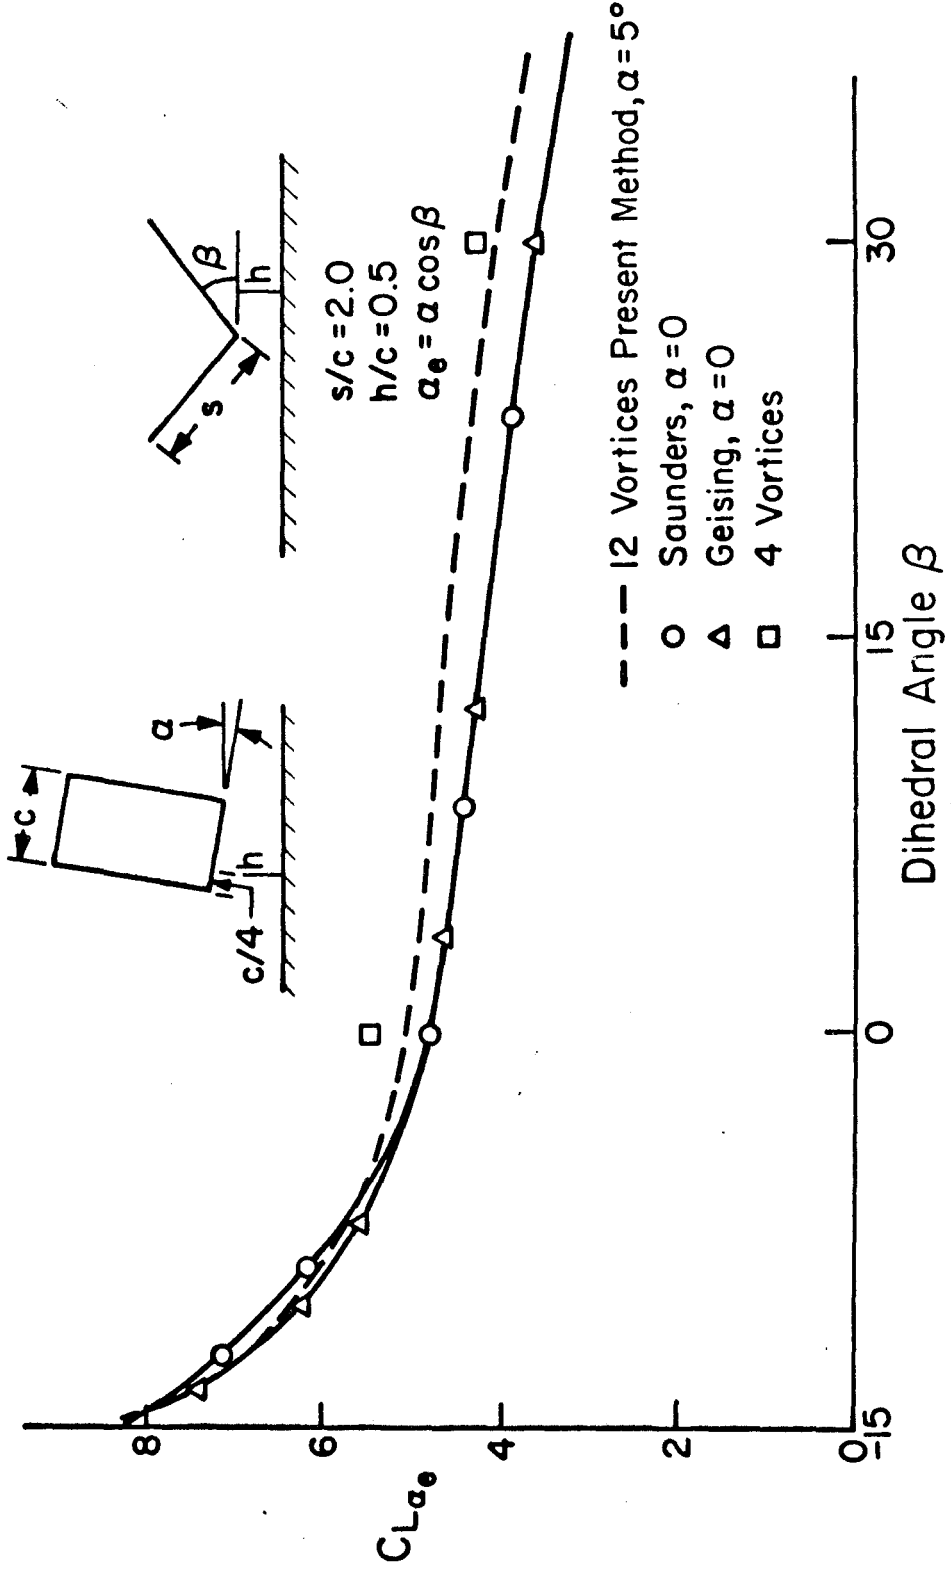 c
α
h
c/4
β
h
s
s/c = 2.0
h/c = 0.5
αe = α cos β
CLαe
8
6
4
2
0
-15
0
15
30
Dihedral Angle β
12 Vortices Present Method, α = 5°
Saunders, α = 0
Geising, α = 0
4 Vortices